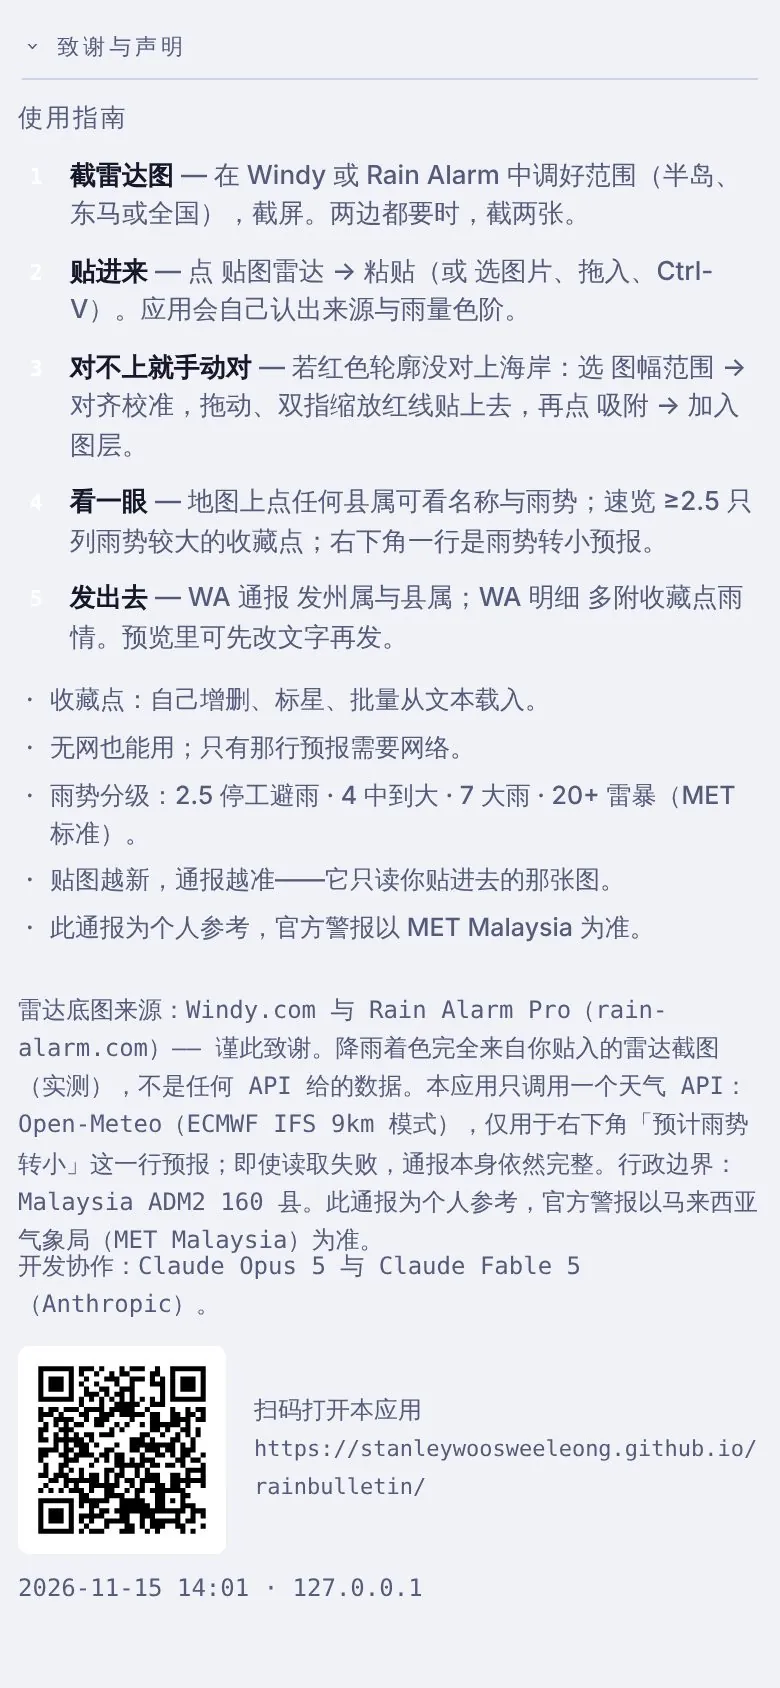 致谢与声明
使用指南
1 截雷达图 — 在 Windy 或 Rain Alarm 中调好范围（半岛、
东马或全国），截屏。两边都要时，截两张。
2 贴进来 — 点 贴图雷达 → 粘贴（或 选图片、拖入、Ctrl-
V）。应用会自己认出来源与雨量色阶。
3 对不上就手动对 — 若红色轮廓没对上海岸：选 图幅范围 →
对齐校准，拖动、双指缩放红线贴上去，再点 吸附 → 加入
图层。
4 看一眼 — 地图上点任何县属可看名称与雨势；速览 ≥2.5 只
列雨势较大的收藏点；右下角一行是雨势转小预报。
5 发出去 — WA 通报 发州属与县属；WA 明细 多附收藏点雨
情。预览里可先改文字再发。
· 收藏点：自己增删、标星、批量从文本载入。
· 无网也能用；只有那行预报需要网络。
· 雨势分级：2.5 停工避雨 · 4 中到大 · 7 大雨 · 20+ 雷暴（MET
标准）。
· 贴图越新，通报越准——它只读你贴进去的那张图。
· 此通报为个人参考，官方警报以 MET Malaysia 为准。
雷达底图来源：Windy.com 与 Rain Alarm Pro（rain-
alarm.com）—— 谨此致谢。降雨着色完全来自你贴入的雷达截图
（实测），不是任何 API 给的数据。本应用只调用一个天气 API：
Open-Meteo（ECMWF IFS 9km 模式），仅用于右下角「预计雨势
转小」这一行预报；即使读取失败，通报本身依然完整。行政边界：
Malaysia ADM2 160 县。此通报为个人参考，官方警报以马来西亚
气象局（MET Malaysia）为准。
开发协作：Claude Opus 5 与 Claude Fable 5
（Anthropic）。
扫码打开本应用
https://stanleywoosweeleong.github.io/
rainbulletin/
2026-11-15 14:01 · 127.0.0.1